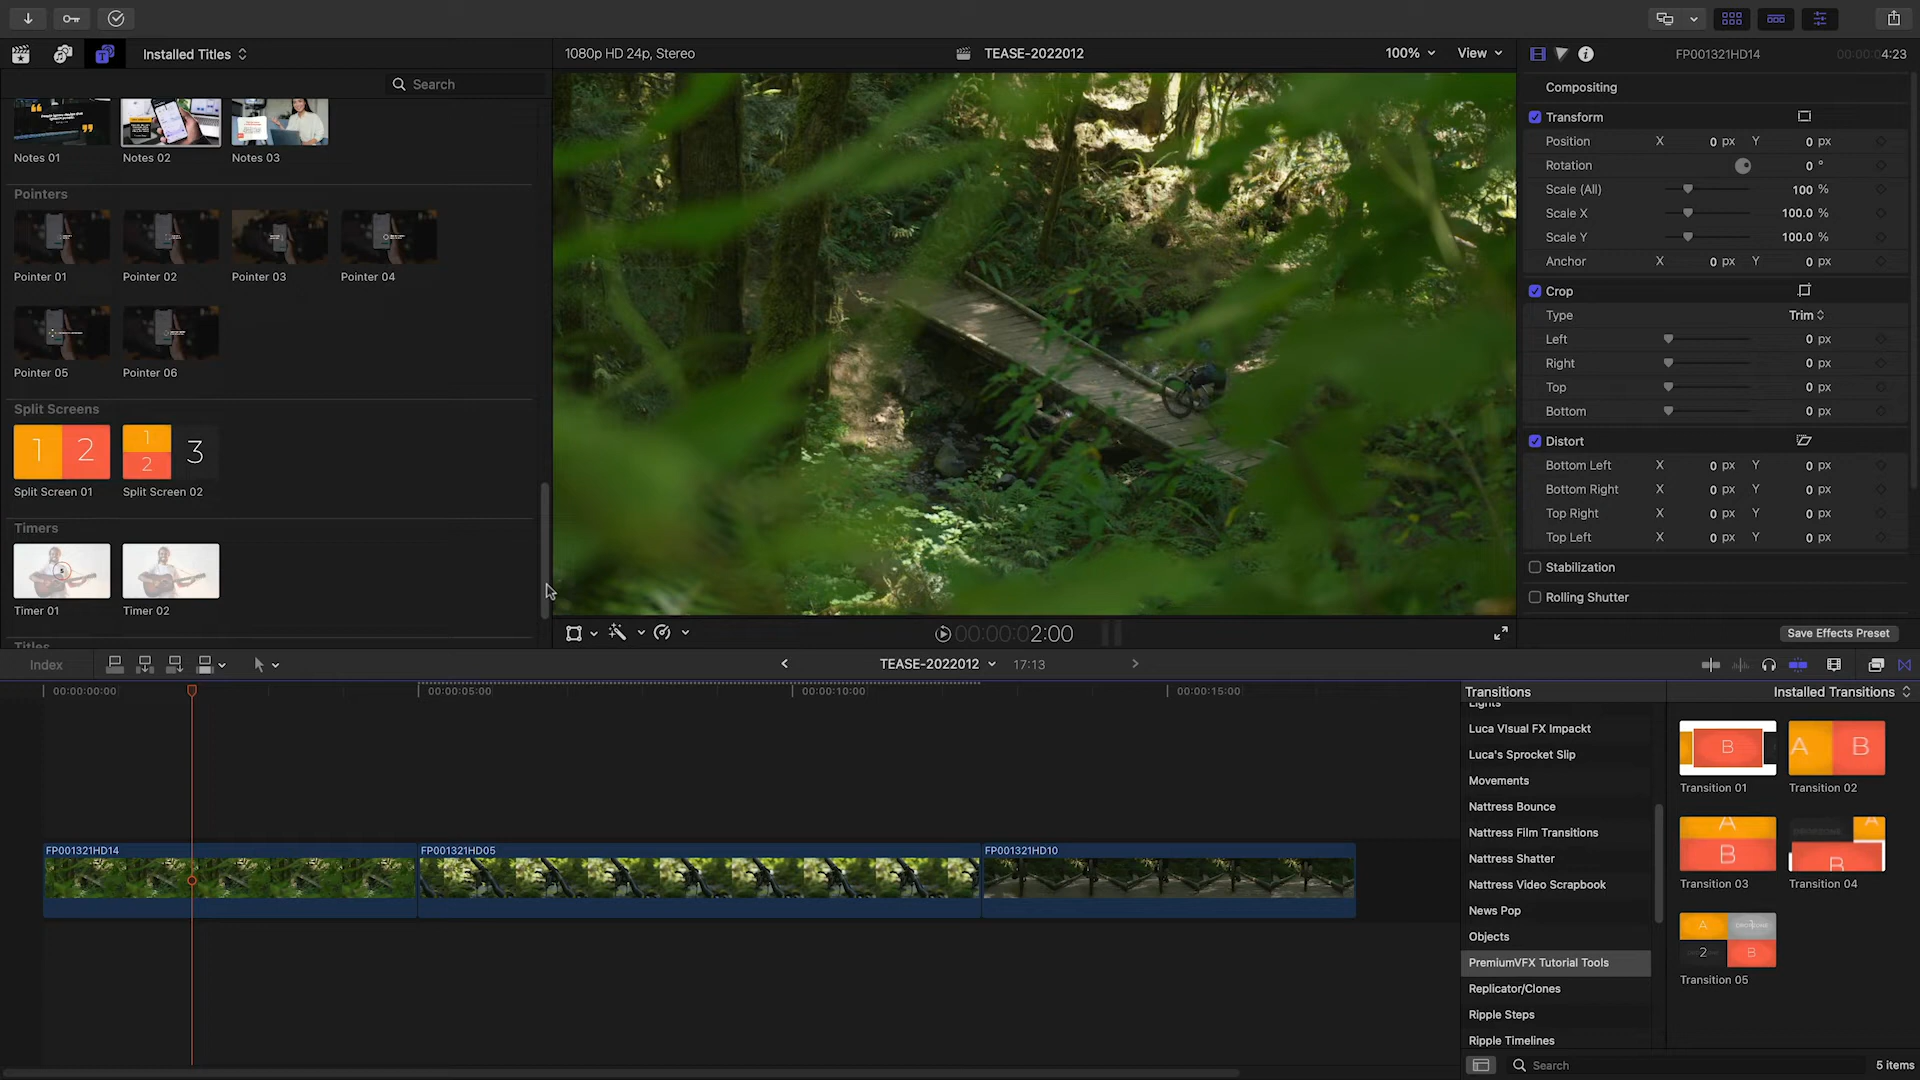 Installed Titles
Search
Notes 01
Notes 02
Notes 03
Pointers
Pointer 01
Pointer 02
Pointer 03
Pointer 04
Pointer 05
Pointer 06
Split Screens
1 2
1 2 3
Split Screen 01
Split Screen 02
Timers
Timer 01
Timer 02
Titles
1080p HD 24p, Stereo
TEASE-2022012
100%
View
00:00:02:00
FP001321HD14
00:00:04:23
Compositing
Transform
Position X 0 px Y 0 px
Rotation 0 °
Scale (All) 100 %
Scale X 100.0 %
Scale Y 100.0 %
Anchor X 0 px Y 0 px
Crop
Type Trim
Left 0 px
Right 0 px
Top 0 px
Bottom 0 px
Distort
Bottom Left X 0 px Y 0 px
Bottom Right X 0 px Y 0 px
Top Right X 0 px Y 0 px
Top Left X 0 px Y 0 px
Stabilization
Rolling Shutter
Save Effects Preset
Index
TEASE-2022012
17:13
00:00:00:00
00:00:05:00
00:00:10:00
00:00:15:00
FP001321HD14
FP001321HD05
FP001321HD10
Transitions
Installed Transitions
Lights
Luca Visual FX Impackt
Luca's Sprocket Slip
Movements
Nattress Bounce
Nattress Film Transitions
Nattress Shatter
Nattress Video Scrapbook
News Pop
Objects
PremiumVFX Tutorial Tools
Replicator/Clones
Ripple Steps
Ripple Timelines
B
A B
Transition 01
Transition 02
A
B
DROPZONE A
B
Transition 03
Transition 04
A DROPZONE 1
2 B
Transition 05
Search
5 items